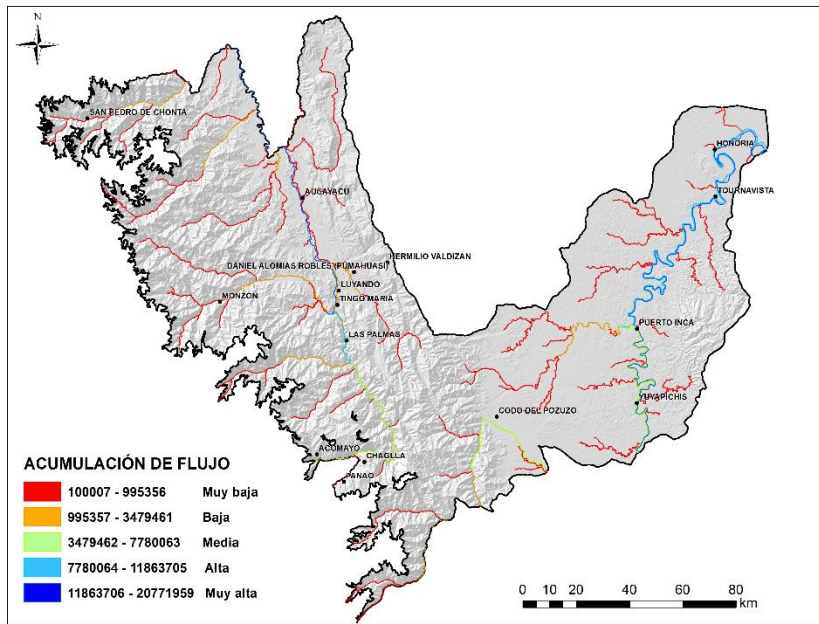 N
SAN PEDRO DE CHONTA
HONORIA
TOURNAVISTA
AUCAYACU
HERMILIO VALDIZAN
DANIEL ALOMIAS ROBLES (PUMAHUASI)
LUYANDO
MONZON
TINGO MARIA
PUERTO INCA
LAS PALMAS
YUYAPICHIS
CODO DEL POZUZO
ACOMAYO
CHAGLLA
PANAO
ACUMULACIÓN DE FLUJO
100007 - 995356 Muy baja
995357 - 3479461 Baja
3479462 - 7780063 Media
7780064 - 11863705 Alta
11863706 - 20771959 Muy alta
0 10 20 40 60 80
km